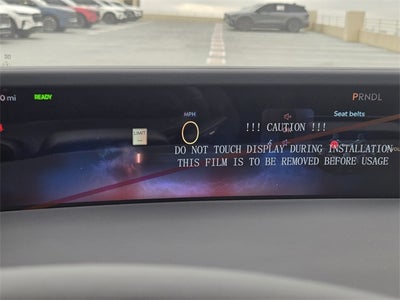 0 mi
READY
PRNDL
MPH
0
Seat belts
LIMIT
!!! CAUTION !!!
DO NOT TOUCH DISPLAY DURING INSTALLATION
THIS FILM IS TO BE REMOVED BEFORE USAGE